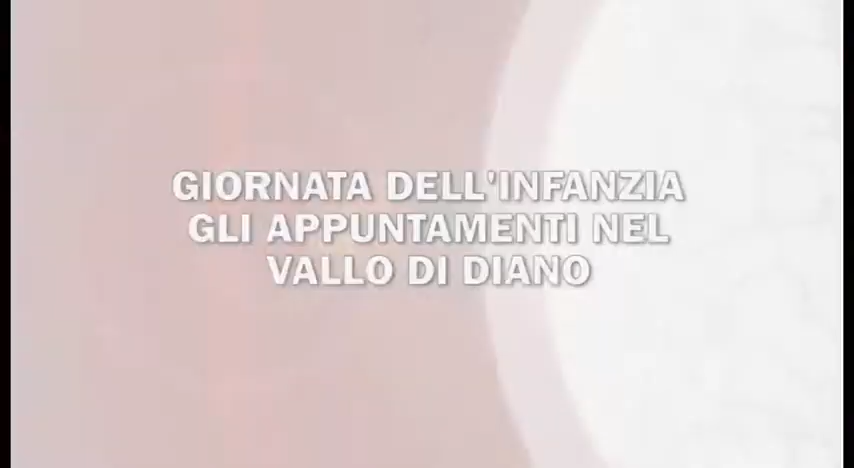 GIORNATA DELL'INFANZIA
GLI APPUNTAMENTI NEL
VALLO DI DIANO